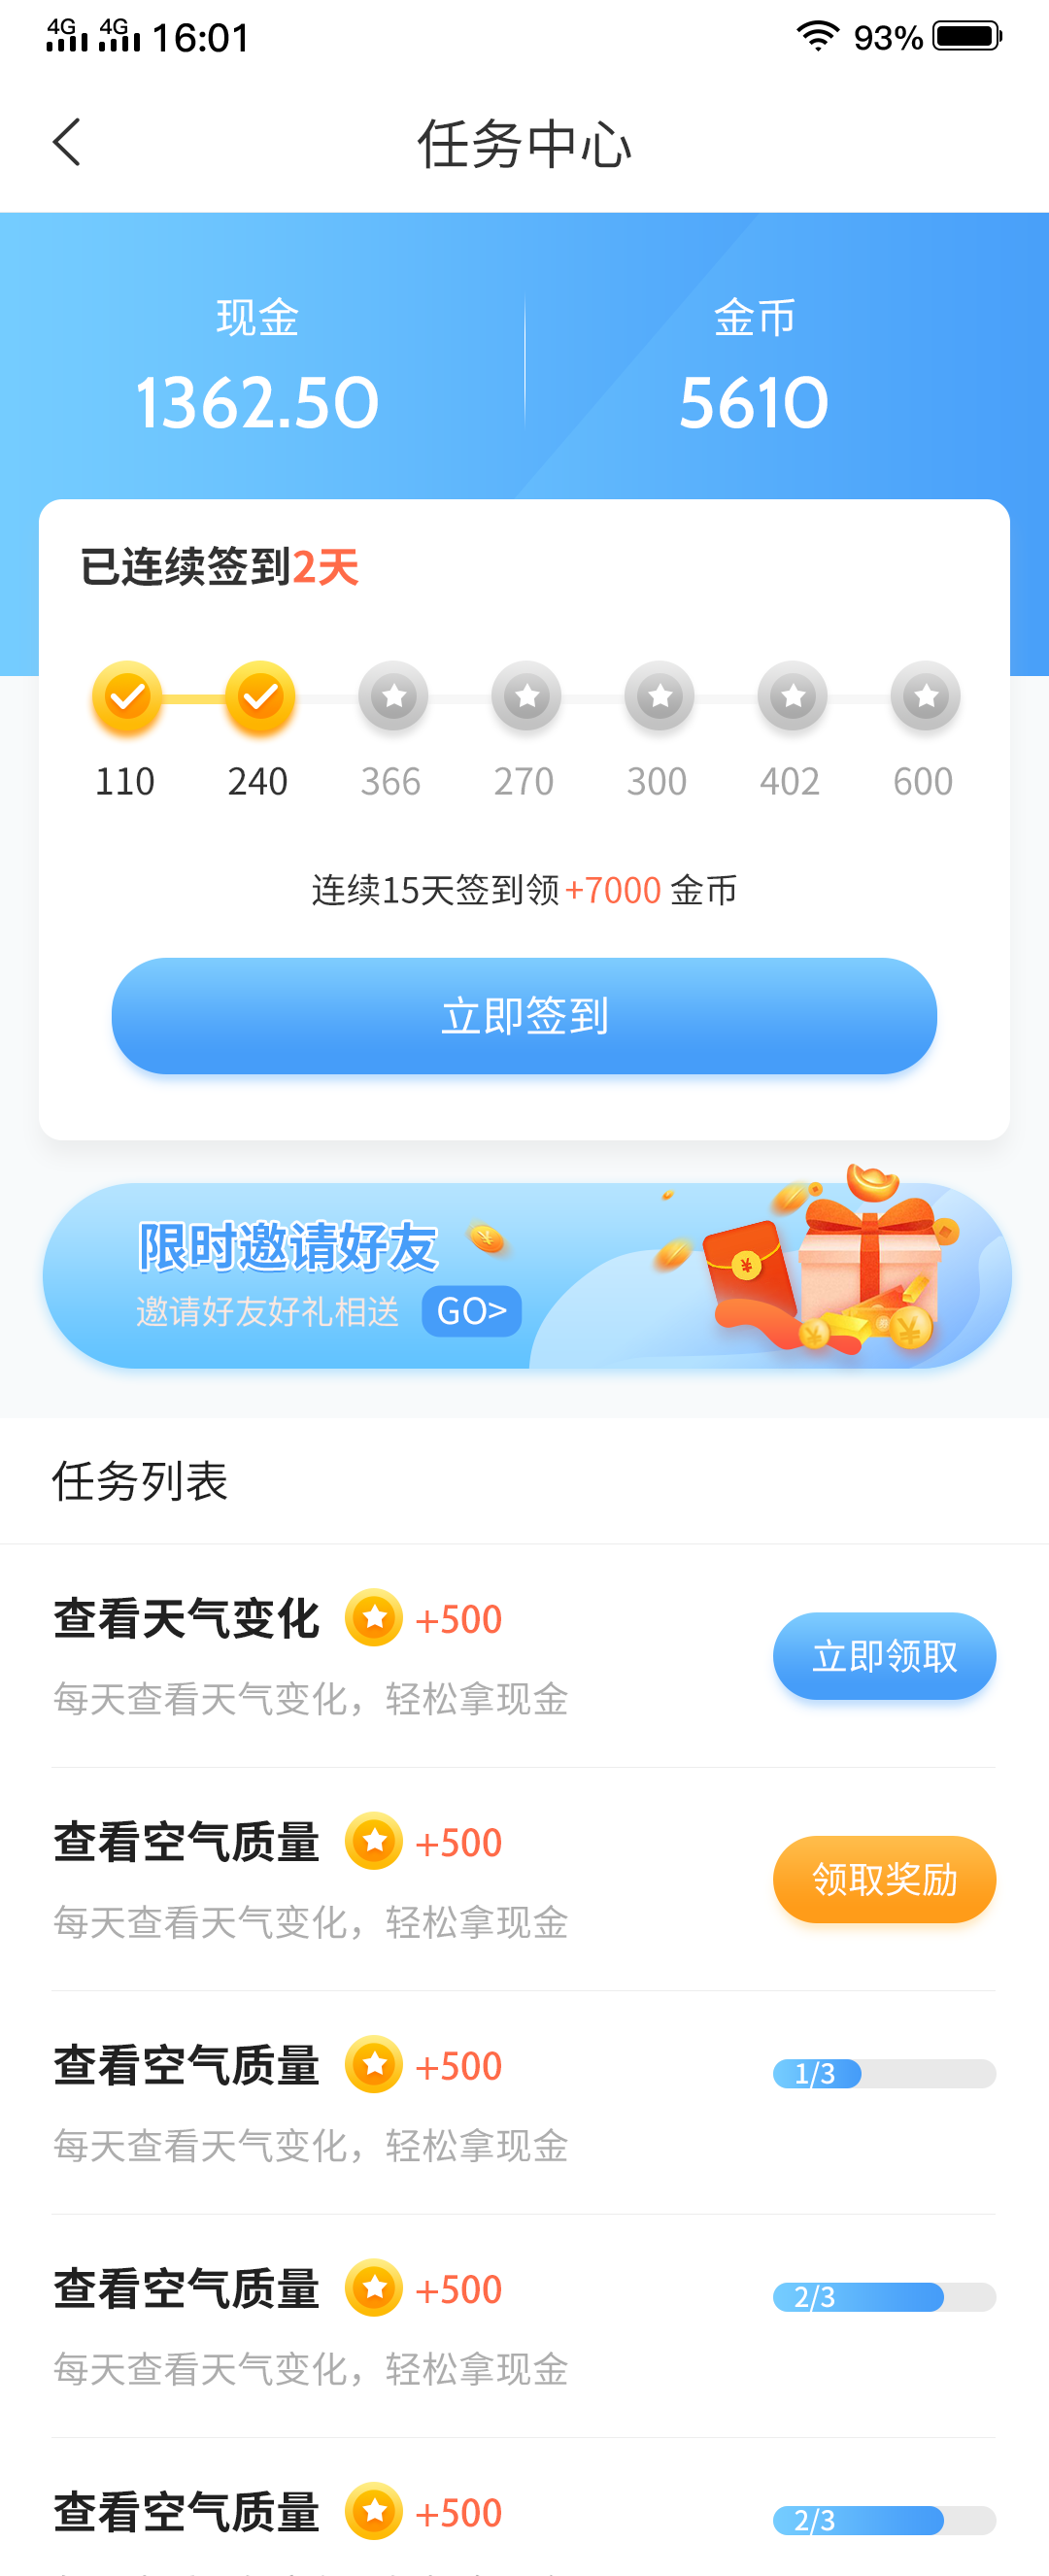 4G 4G 16:01 93%
任务中心
现金 金币
1362.50 5610
已连续签到2天
110 240 366 270 300 402 600
连续15天签到领+7000 金币
立即签到
限时邀请好友
邀请好友好礼相送 GO>
任务列表
查看天气变化 +500
立即领取
每天查看天气变化，轻松拿现金
查看空气质量 +500
领取奖励
每天查看天气变化，轻松拿现金
查看空气质量 +500
1/3
每天查看天气变化，轻松拿现金
查看空气质量 +500
2/3
每天查看天气变化，轻松拿现金
查看空气质量 +500
2/3